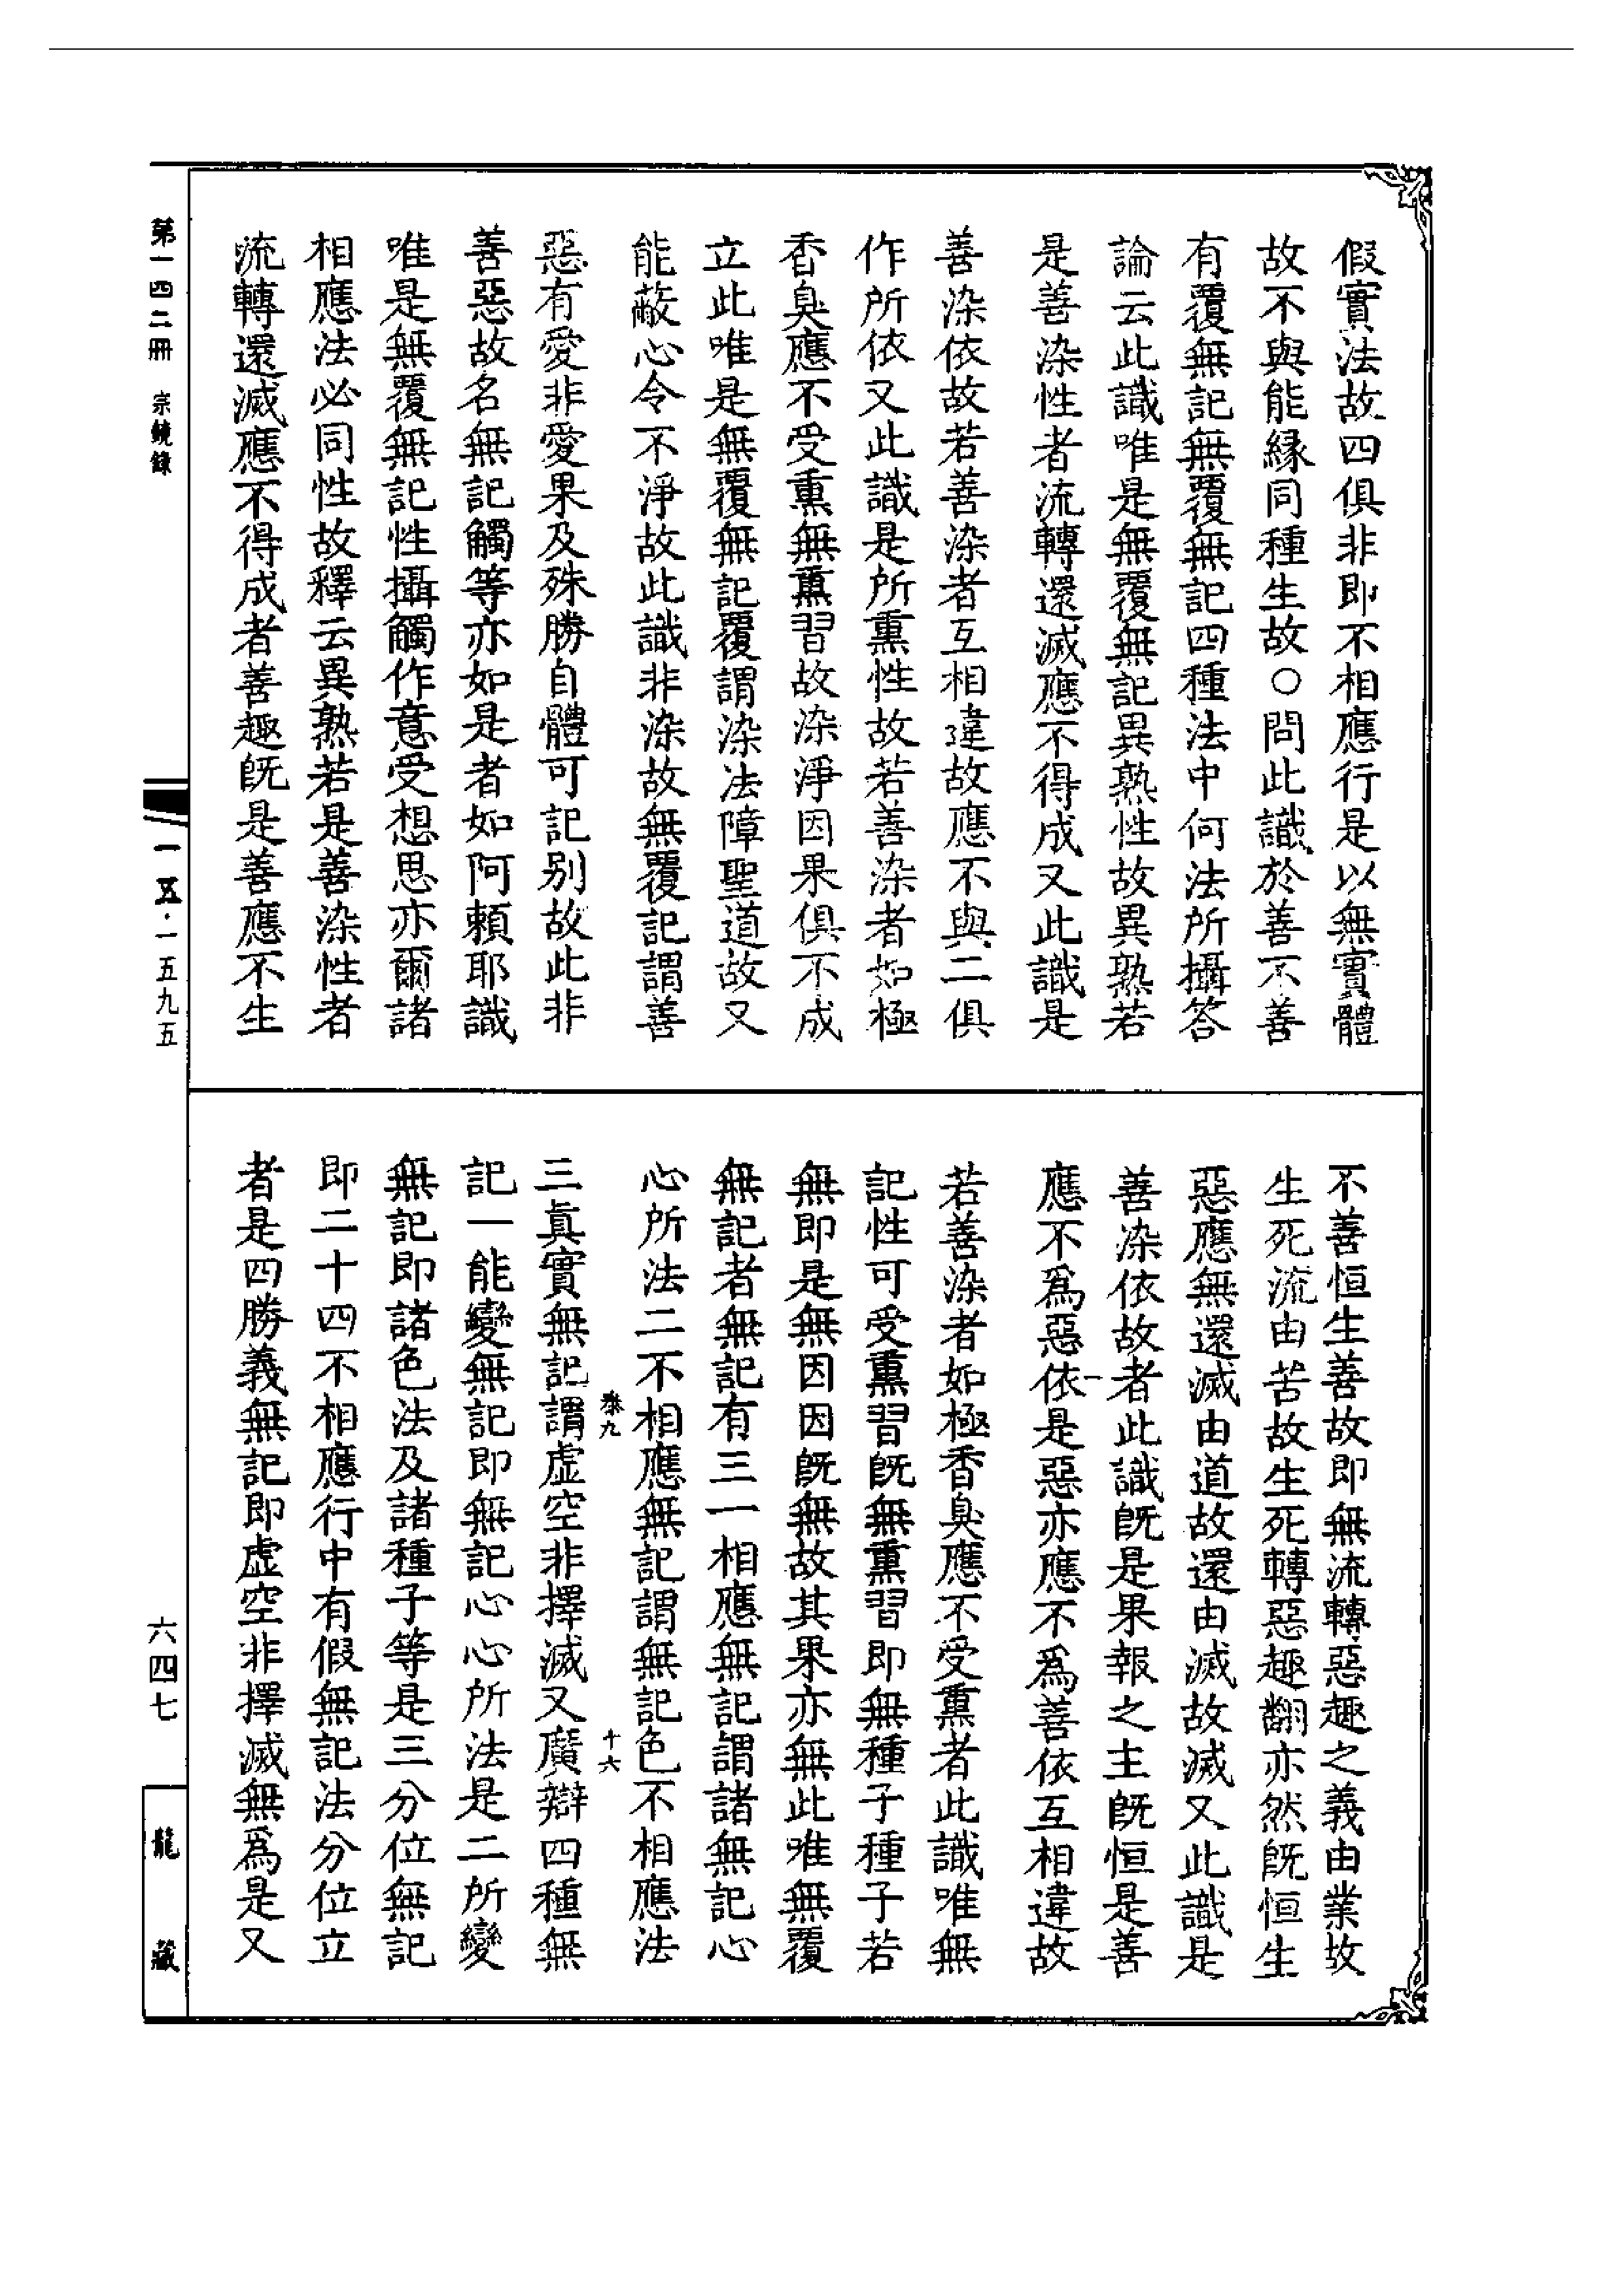 假實法故四俱非即不相應行是以無實體
故不與能緣同種生故○問此識於善不善
有覆無記無覆無記四種法中何法所攝答
論云此識唯是無覆無記異熟性故異熟若
是善染性者流轉還滅應不得成又此識是
善染依故若善染者互相違故應不與二俱
作所依又此識是所熏性故若善染者如極
香臭應不受熏無熏習故染淨因果俱不成
立此唯是無覆無記覆謂染法障聖道故又
能蔽心令不淨故此識非染故無覆記謂善
惡有愛非愛果及殊勝自體可記别故此非
善惡故名無記觸等亦如是者如阿賴耶識
唯是無覆無記性攝觸作意受想思亦爾諸
相應法必同性故釋云異熟若是善染性者
流轉還滅應不得成者善趣旣是善應不生
不善恒生善故即無流轉惡趣之義由業故
生死流由苦故生死轉惡趣翻亦然旣恒生
惡應無還滅由道故還由滅故滅又此識是
善染依故者此識旣是果報之主旣恒是善
應不爲惡依一是惡亦應不爲善依互相違故
若善染者如極香臭應不受熏者此識唯無
記性可受熏習旣無熏習即無種子種子若
無即是無因因旣無故其果亦無此唯無覆
無記者無記有三一相應無記謂諸無記心
心所法二不相應無記謂無記色不相應法
三眞實無記謂虛空非擇滅又廣辯四種無
記一能變無記即無記心心所法是二所變
無記即諸色法及諸種子等是三分位無記
即二十四不相應行中有假無記法分位立
者是四勝義無記即虛空非擇滅無爲是又
泰九
十六
第一四二冊 宗鏡錄
一五·一五九五
六四七
龍藏